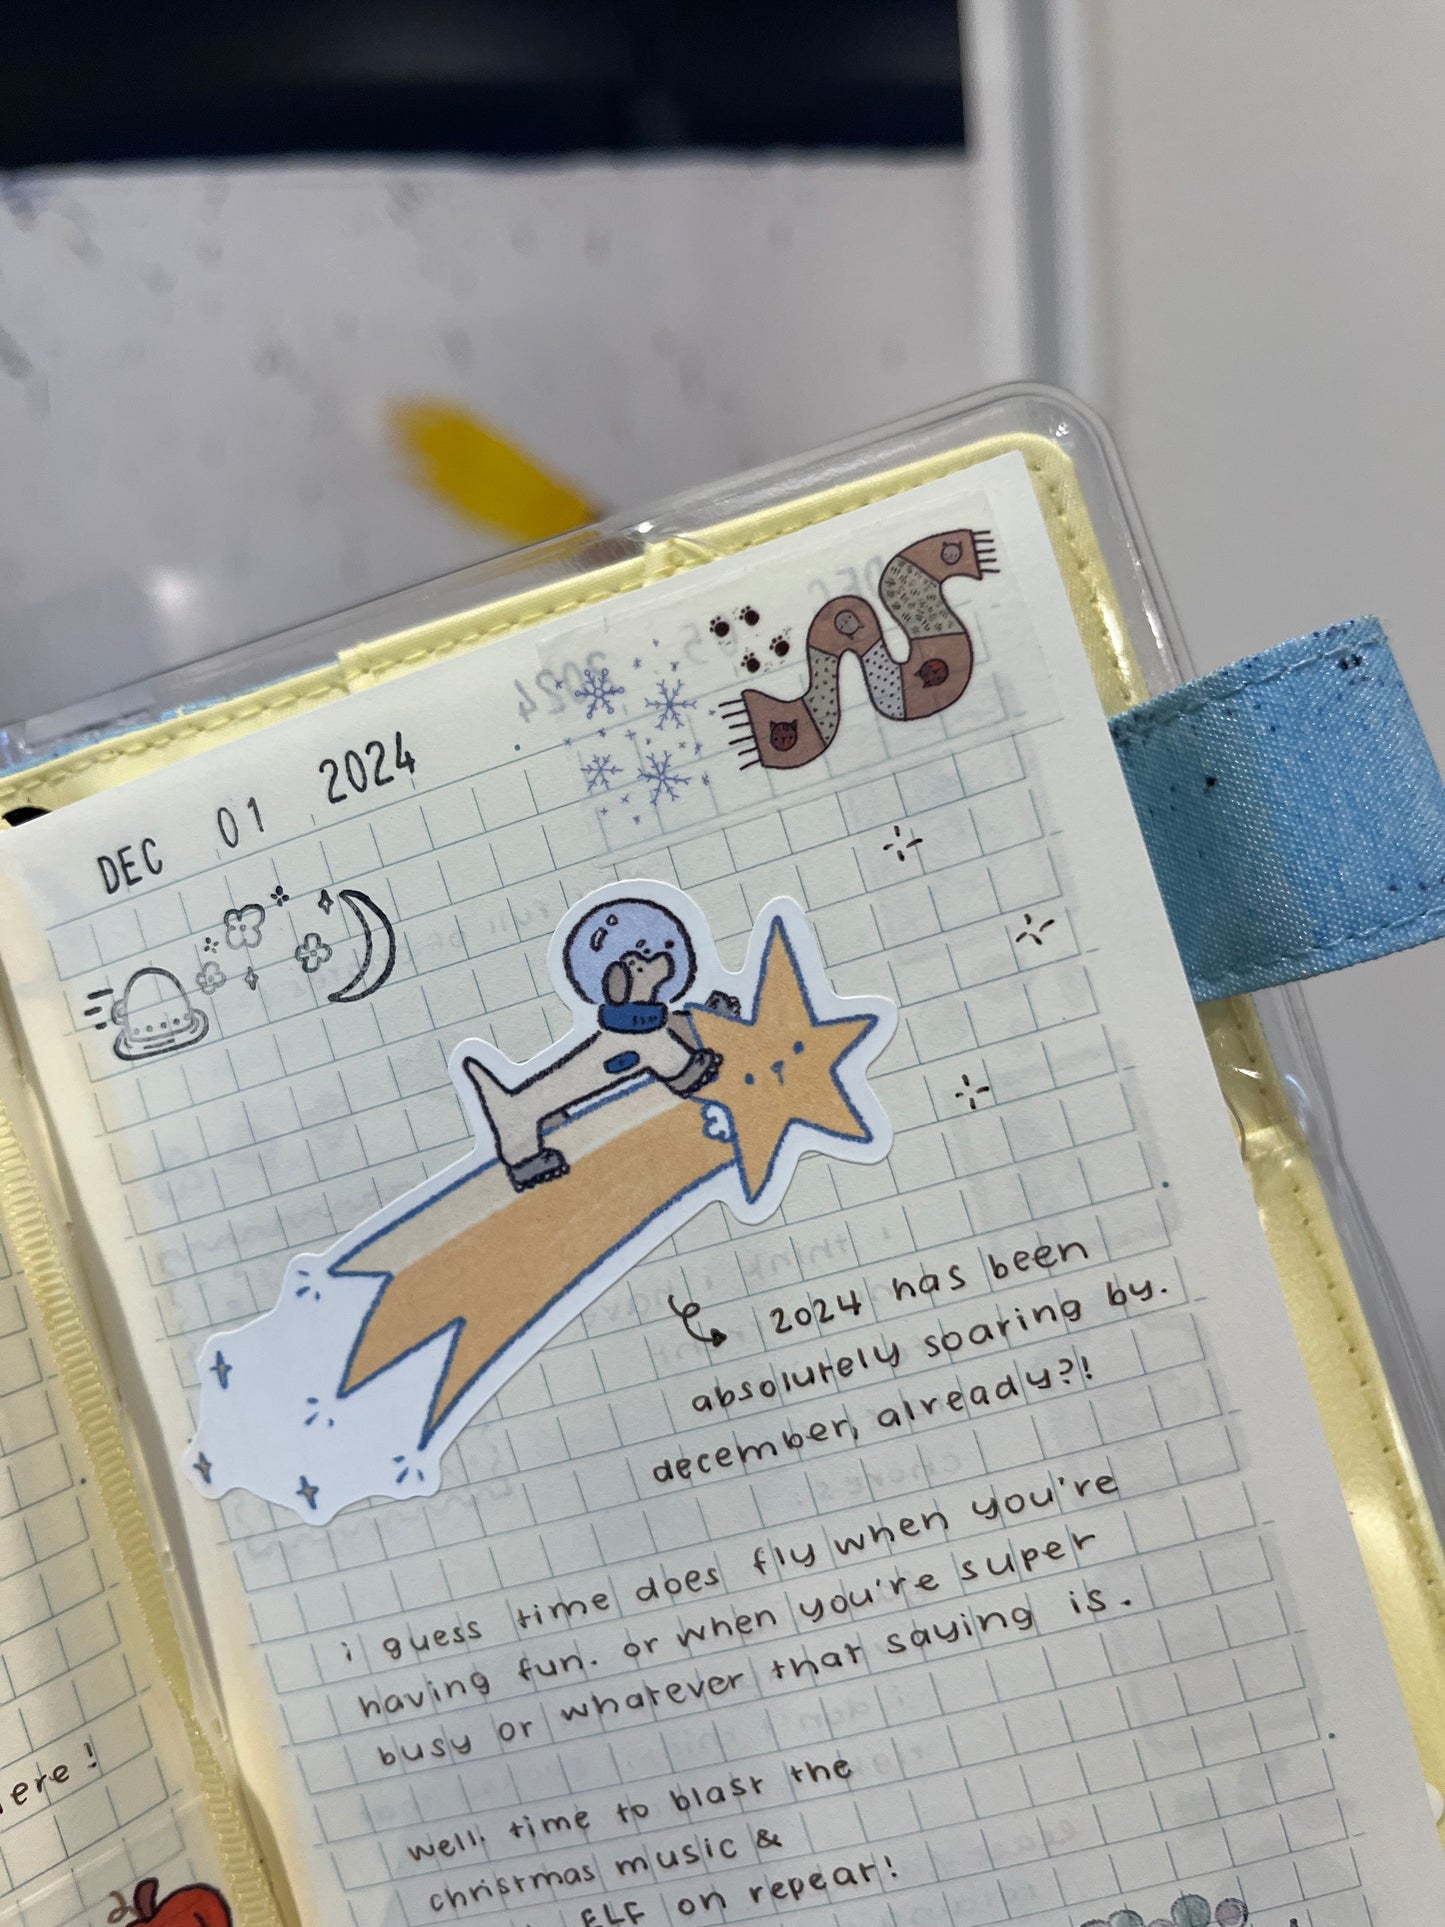 DEC 01 2024
2024 has been
absolutely soaring by.
december, already?!
i guess time does fly when you're
having fun. or when you're super
busy or whatever that saying is.
well. time to blast the
christmas music &
ELF on repeat!
ere!